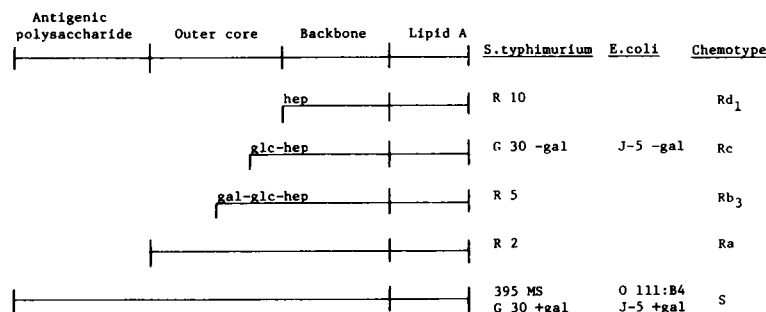 Antigenic
polysaccharide Outer core Backbone Lipid A S.typhimurium E.coli Chemotype
hep R 10 Rd1
glc-hep G 30 -gal J-5 -gal Rc
gal-glc-hep R 5 Rb3
R 2 Ra
395 MS O 111:B4 S
G 30 +gal J-5 +gal